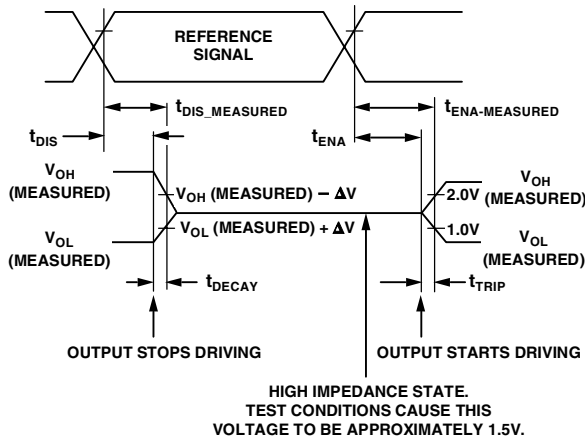 REFERENCE
SIGNAL
tDIS_MEASURED
tENA-MEASURED
tDIS
tENA
VOH
(MEASURED)
VOH (MEASURED) – ΔV
2.0V
VOH
(MEASURED)
VOL
(MEASURED)
VOL (MEASURED) + ΔV
1.0V
VOL
(MEASURED)
tDECAY
tTRIP
OUTPUT STOPS DRIVING
OUTPUT STARTS DRIVING
HIGH IMPEDANCE STATE.
TEST CONDITIONS CAUSE THIS
VOLTAGE TO BE APPROXIMATELY 1.5V.